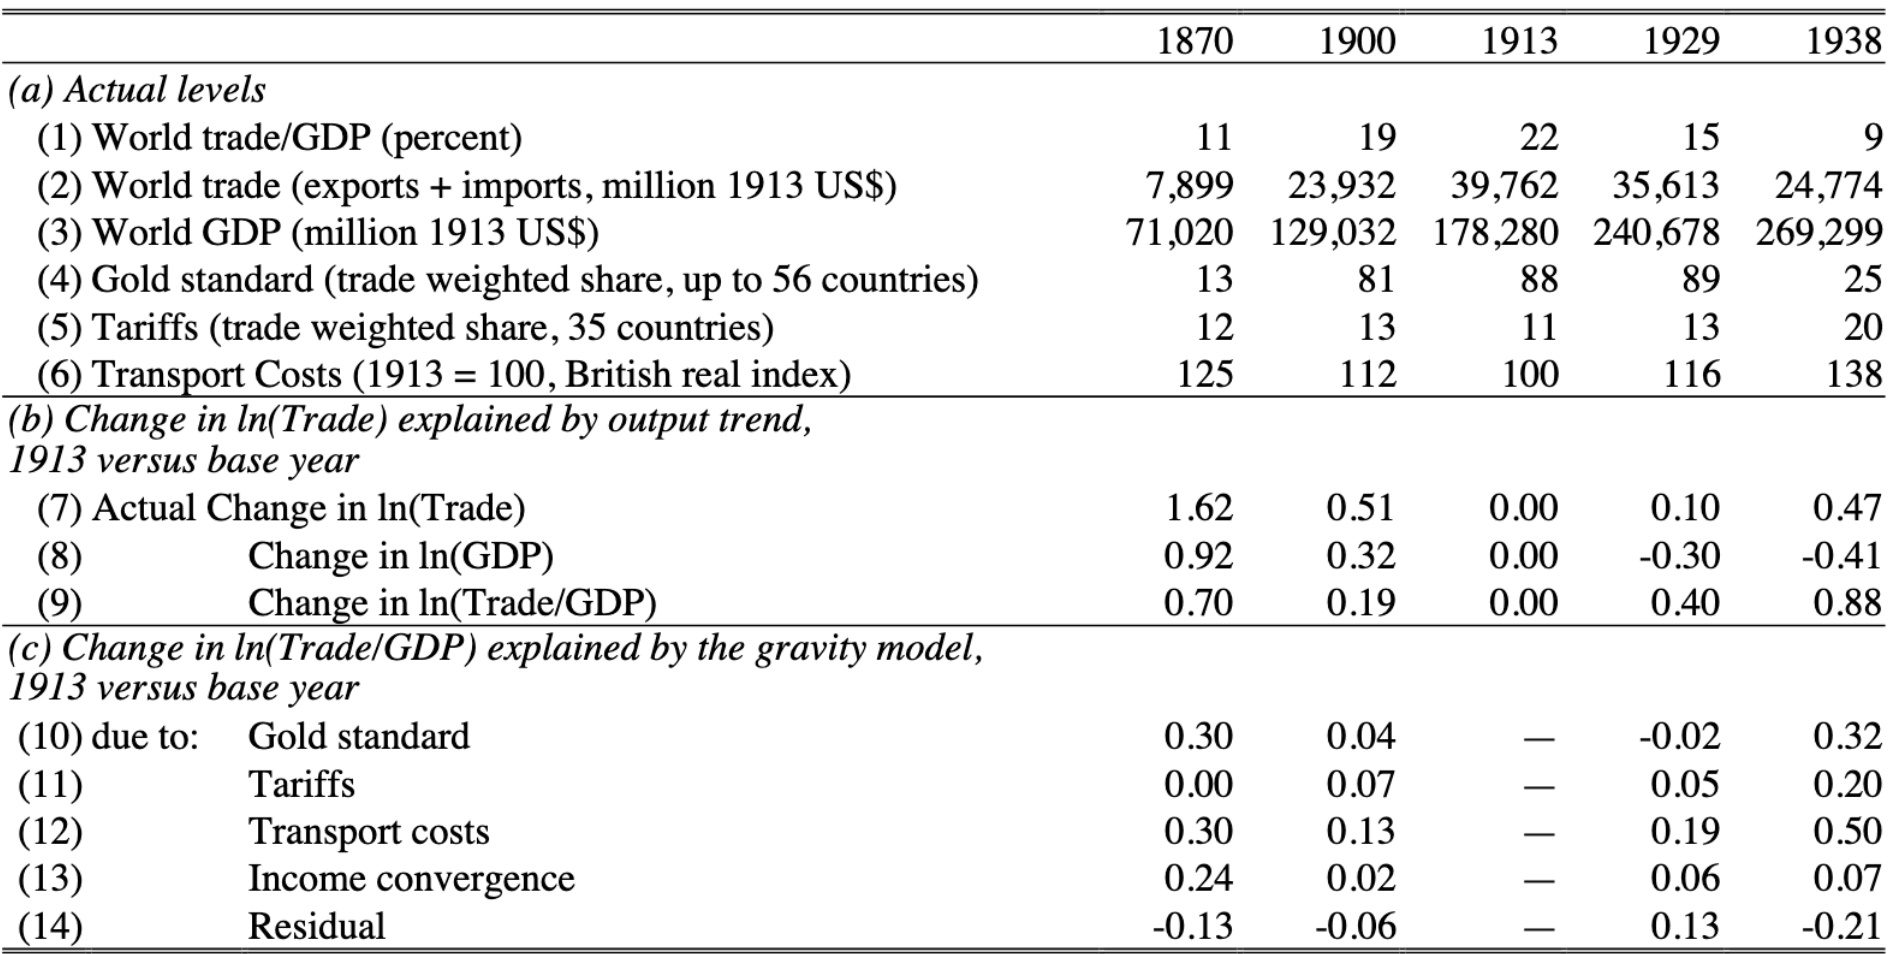 1870 1900 1913 1929 1938
(a) Actual levels
(1) World trade/GDP (percent) 11 19 22 15 9
(2) World trade (exports + imports, million 1913 US$) 7,899 23,932 39,762 35,613 24,774
(3) World GDP (million 1913 US$) 71,020 129,032 178,280 240,678 269,299
(4) Gold standard (trade weighted share, up to 56 countries) 13 81 88 89 25
(5) Tariffs (trade weighted share, 35 countries) 12 13 11 13 20
(6) Transport Costs (1913 = 100, British real index) 125 112 100 116 138
(b) Change in ln(Trade) explained by output trend,
1913 versus base year
(7) Actual Change in ln(Trade) 1.62 0.51 0.00 0.10 0.47
(8) Change in ln(GDP) 0.92 0.32 0.00 -0.30 -0.41
(9) Change in ln(Trade/GDP) 0.70 0.19 0.00 0.40 0.88
(c) Change in ln(Trade/GDP) explained by the gravity model,
1913 versus base year
(10) due to: Gold standard 0.30 0.04 — -0.02 0.32
(11) Tariffs 0.00 0.07 — 0.05 0.20
(12) Transport costs 0.30 0.13 — 0.19 0.50
(13) Income convergence 0.24 0.02 — 0.06 0.07
(14) Residual -0.13 -0.06 — 0.13 -0.21